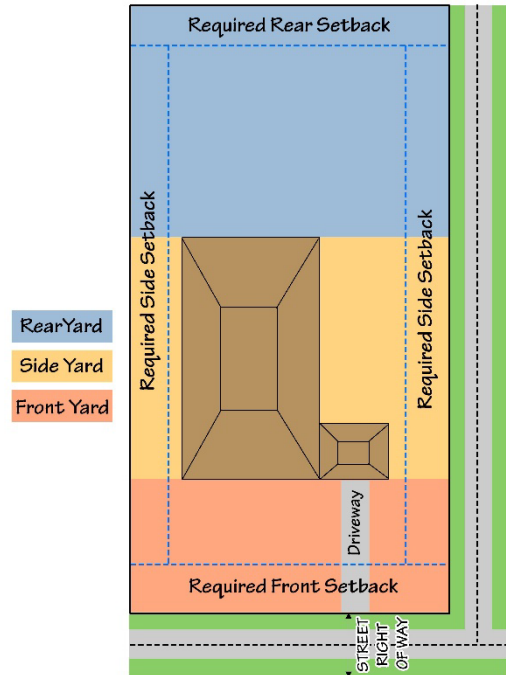 Required Rear Setback
Required Side Setback
Required Side Setback
RearYard
Side Yard
Front Yard
Driveway
Required Front Setback
STREET
RIGHT
OF WAY